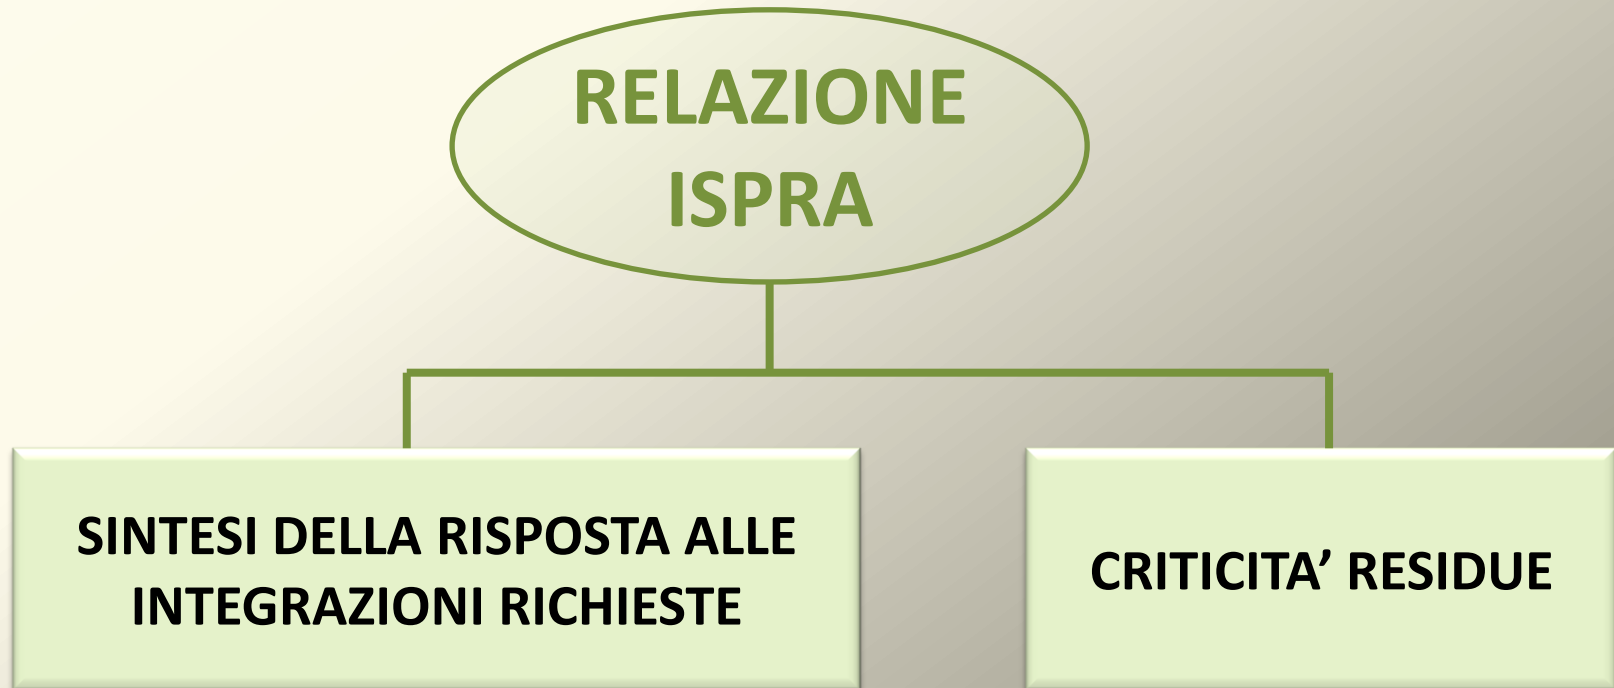 RELAZIONE
ISPRA
SINTESI DELLA RISPOSTA ALLE
INTEGRAZIONI RICHIESTE
CRITICITA’ RESIDUE